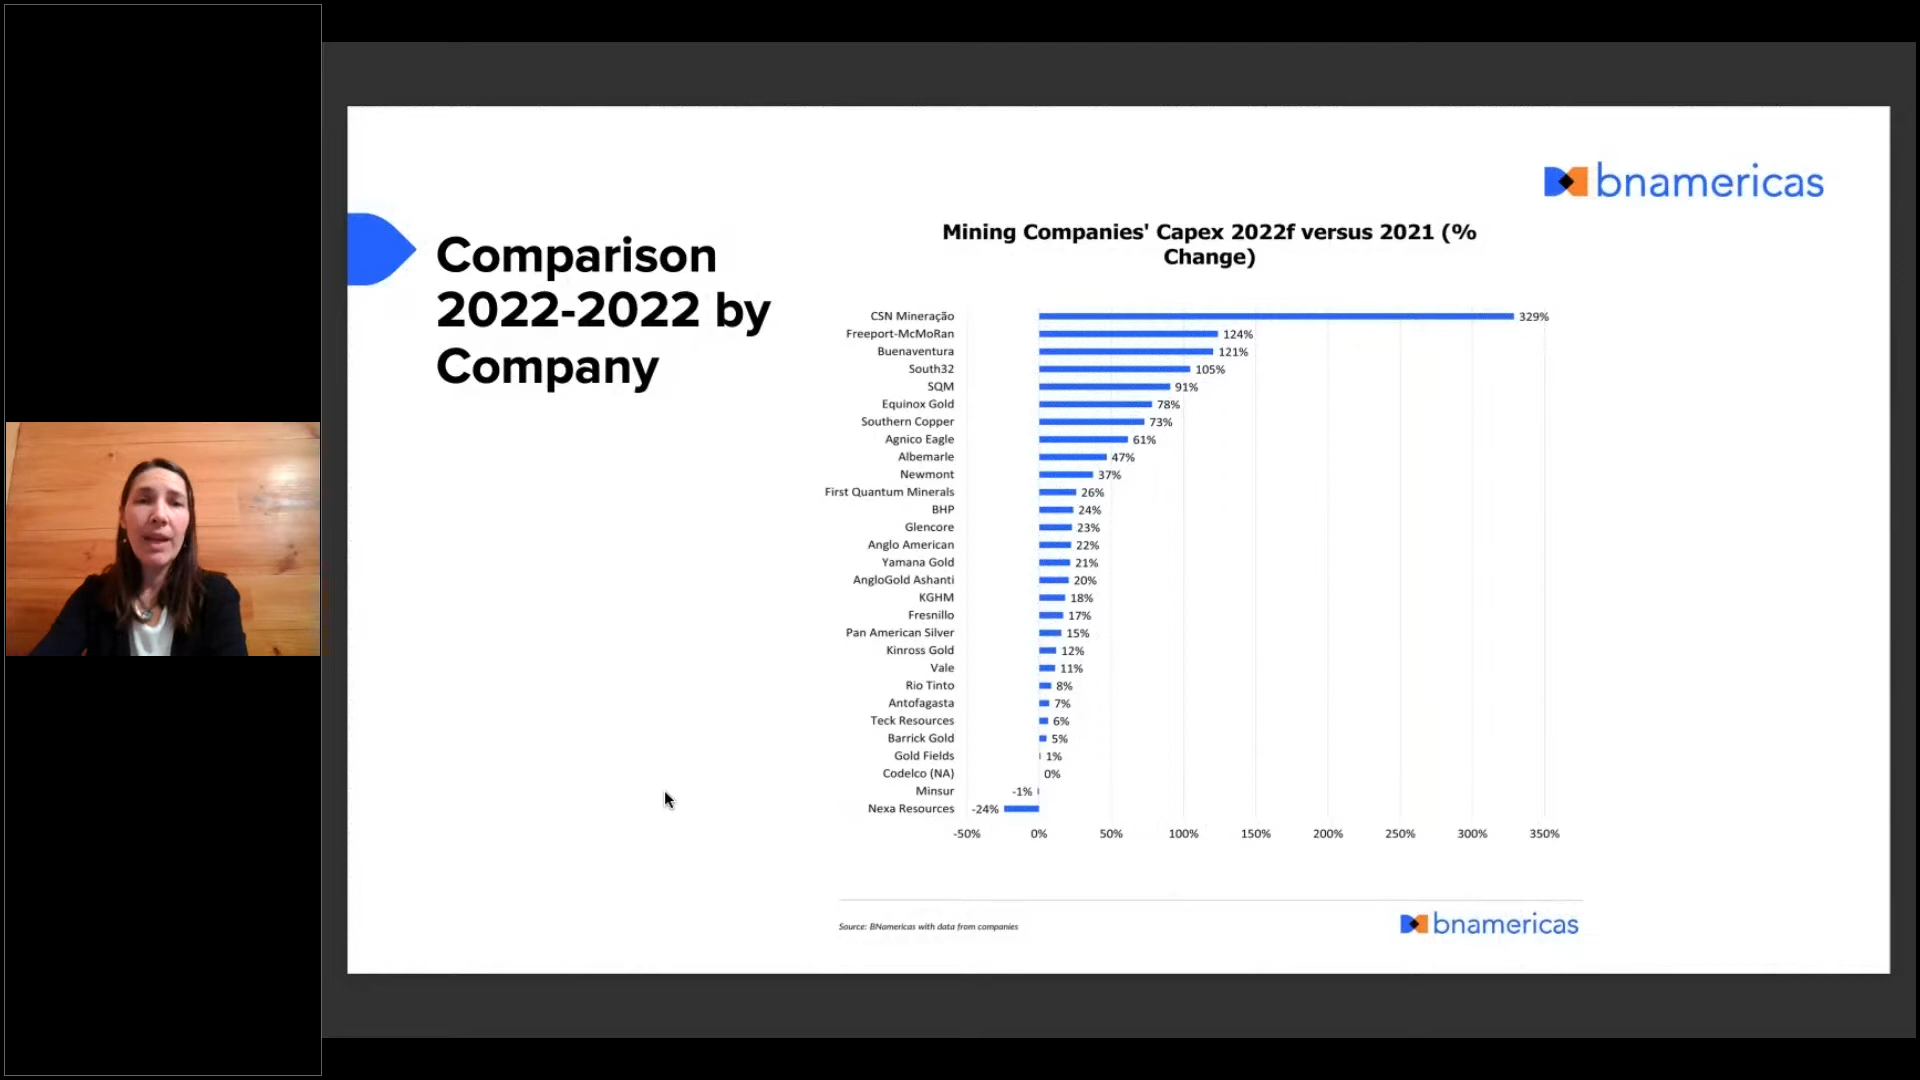 bnamericas
Comparison
2022-2022 by
Company
Mining Companies' Capex 2022f versus 2021 (%
Change)
CSN Mineração 329%
Freeport-McMoRan 124%
Buenaventura 121%
South32 105%
SQM 91%
Equinox Gold 78%
Southern Copper 73%
Agnico Eagle 61%
Albemarle 47%
Newmont 37%
First Quantum Minerals 26%
BHP 24%
Glencore 23%
Anglo American 22%
Yamana Gold 21%
AngloGold Ashanti 20%
KGHM 18%
Fresnillo 17%
Pan American Silver 15%
Kinross Gold 12%
Vale 11%
Rio Tinto 8%
Antofagasta 7%
Teck Resources 6%
Barrick Gold 5%
Gold Fields 1%
Codelco (NA) 0%
Minsur -1%
Nexa Resources -24%
-50% 0% 50% 100% 150% 200% 250% 300% 350%
Source: BNamericas with data from companies
bnamericas